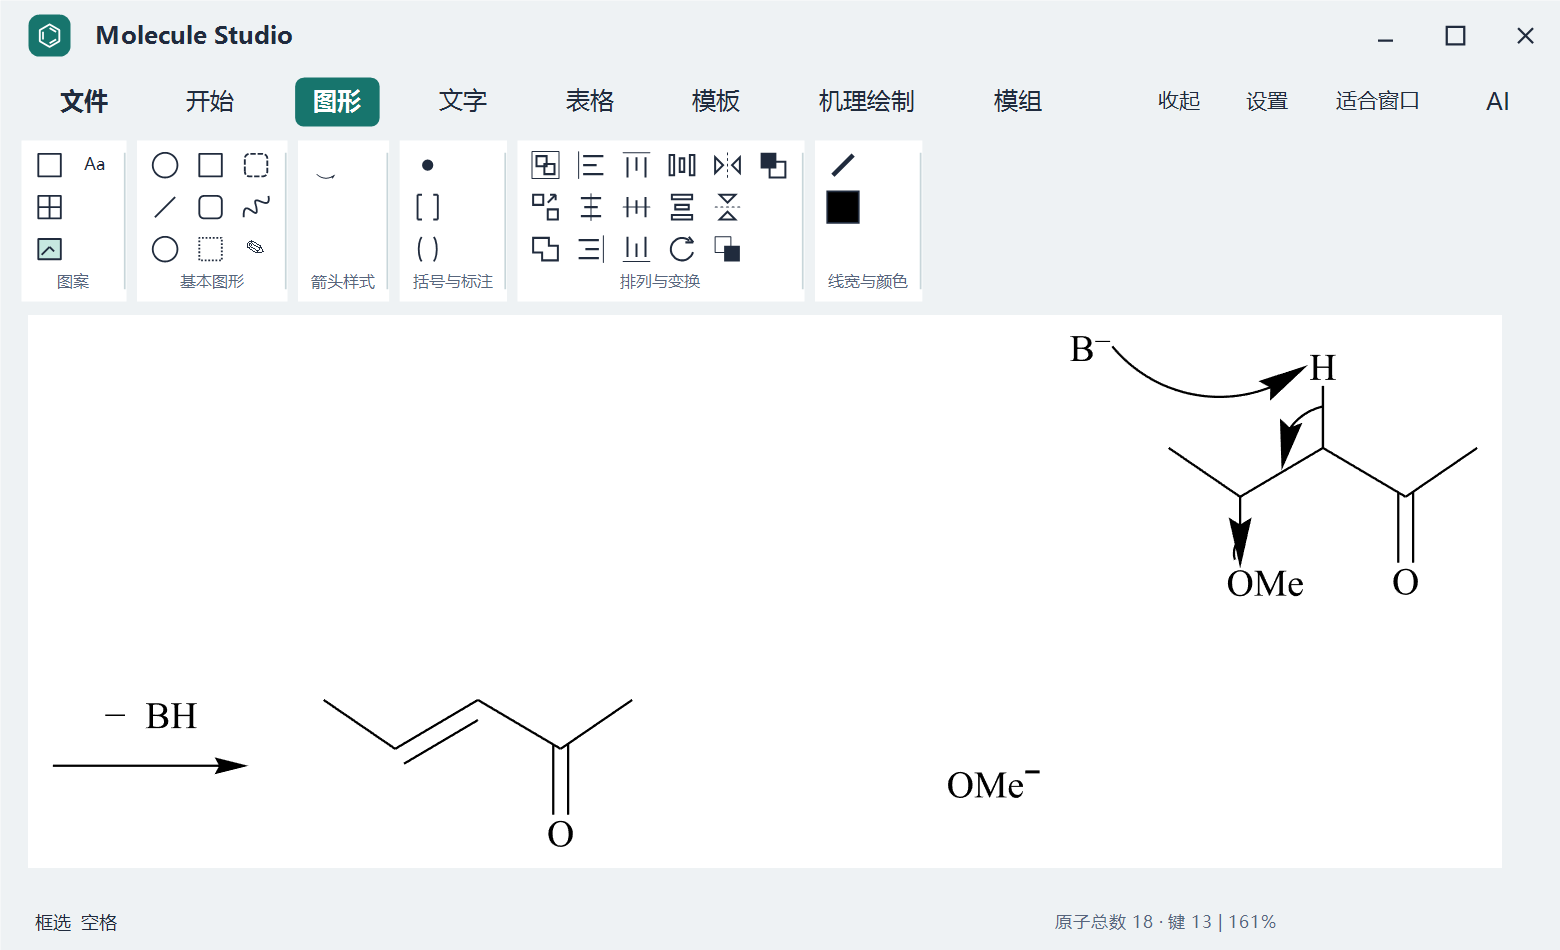 Molecule Studio
文件 开始 图形 文字 表格 模板 机理绘制 模组 收起 设置 适合窗口 AI
Aa
图案 基本图形 箭头样式 括号与标注 排列与变换 线宽与颜色
B−
H
OMe O
− BH
OMe−
O
框选 空格 原子总数 18 · 键 13 | 161%